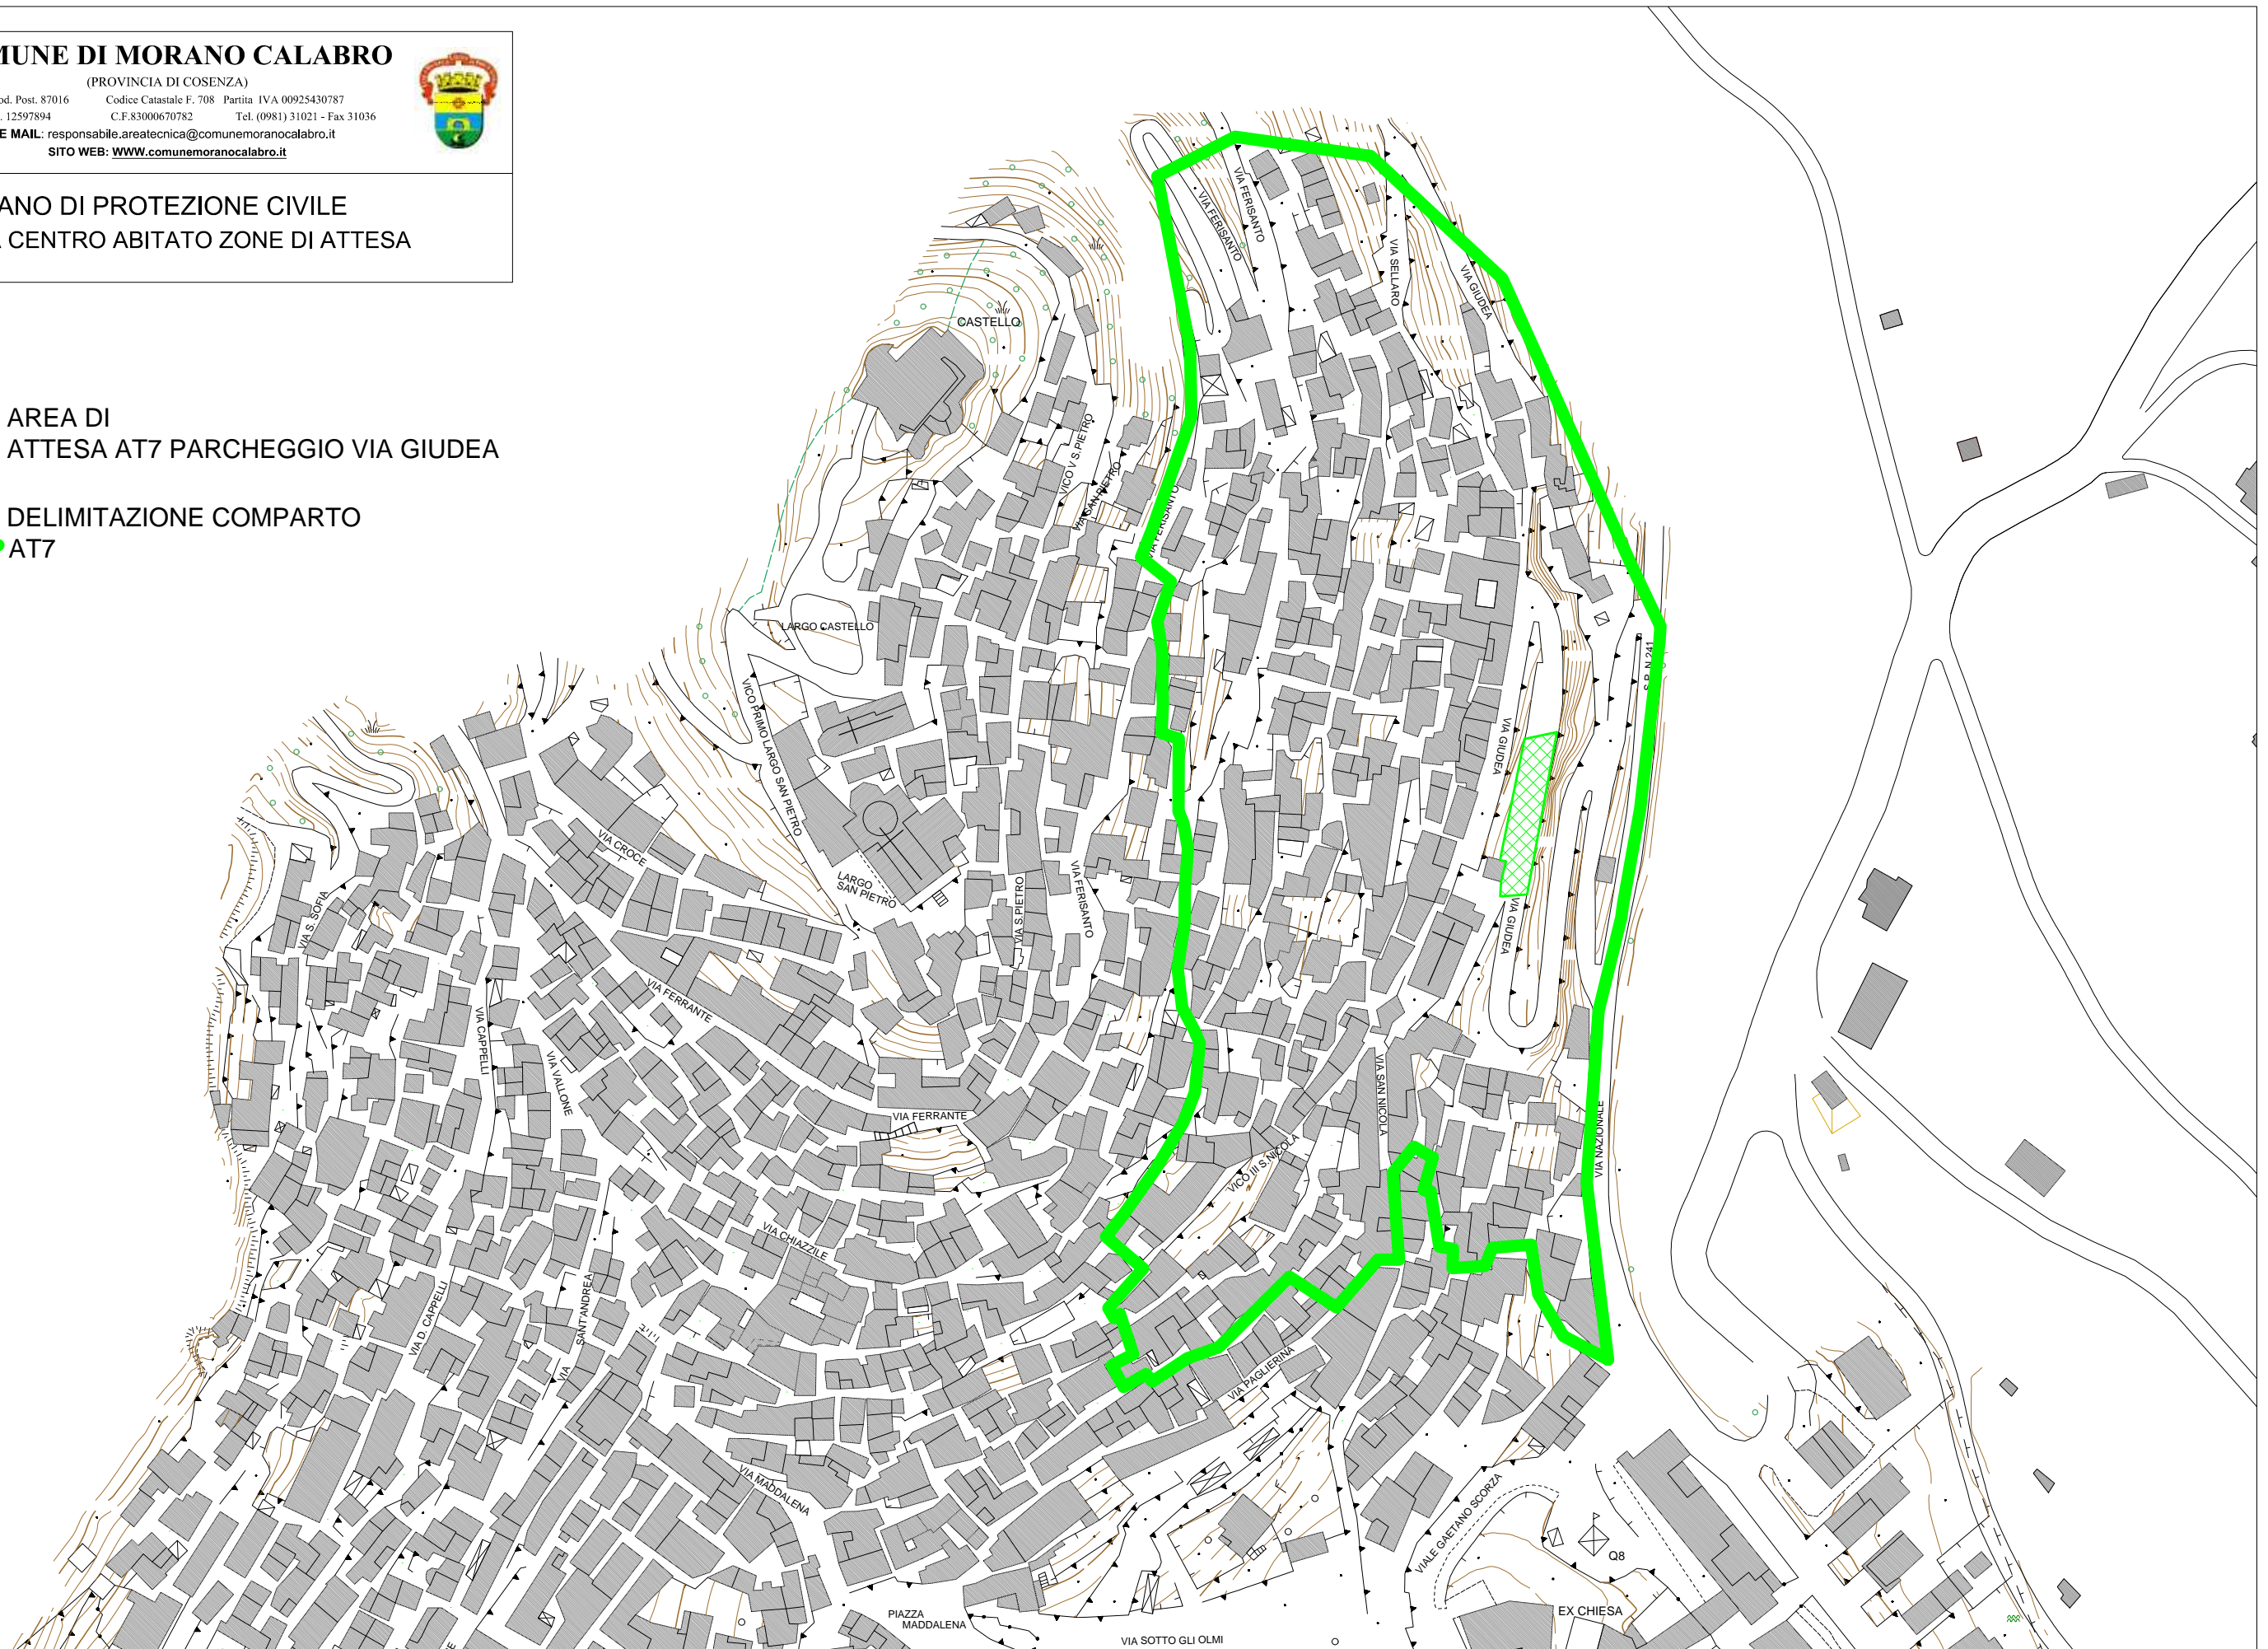 MUNE DI MORANO CALABRO
(PROVINCIA DI COSENZA)
od. Post. 87016 Codice Catastale F. 708 Partita IVA 00925430787
. 12597894 C.F.83000670782 Tel. (0981) 31021 - Fax 31036
E MAIL: responsabile.areatecnica@comunemoranocalabro.it
SITO WEB: WWW.comunemoranocalabro.it
ANO DI PROTEZIONE CIVILE
CENTRO ABITATO ZONE DI ATTESA
AREA DI
ATTESA AT7 PARCHEGGIO VIA GIUDEA
DELIMITAZIONE COMPARTO
AT7
VIA FERISANTO
VIA FERISANTO
VIA SELLARO
VIA GIUDEA
CASTELLO
VICO V S.PIETRO
VIA SAN PIETRO
VIA FERISANTO
LARGO CASTELLO
S.P. N.241
VICO PRIMO LARGO SAN PIETRO
VIA GIUDEA
VIA CROCE
LARGO
SAN PIETRO
VIA S.PIETRO
VIA FERISANTO
VIA S. SOFIA
VIA GIUDEA
VIA FERRANTE
VIA CAPPELLI
VIA VALLONE
VIA FERRANTE
VIA SAN NICOLA
VIA NAZIONALE
VICO III S.NICOLA
VIA CHIAZZILE
VIA D. CAPPELLI
SANT'ANDREA
VIA
VIA PAGLIERINA
VIA MADDALENA
VIALE GAETANO SCORZA
Q8
EX CHIESA
PIAZZA
MADDALENA
VIA SOTTO GLI OLMI